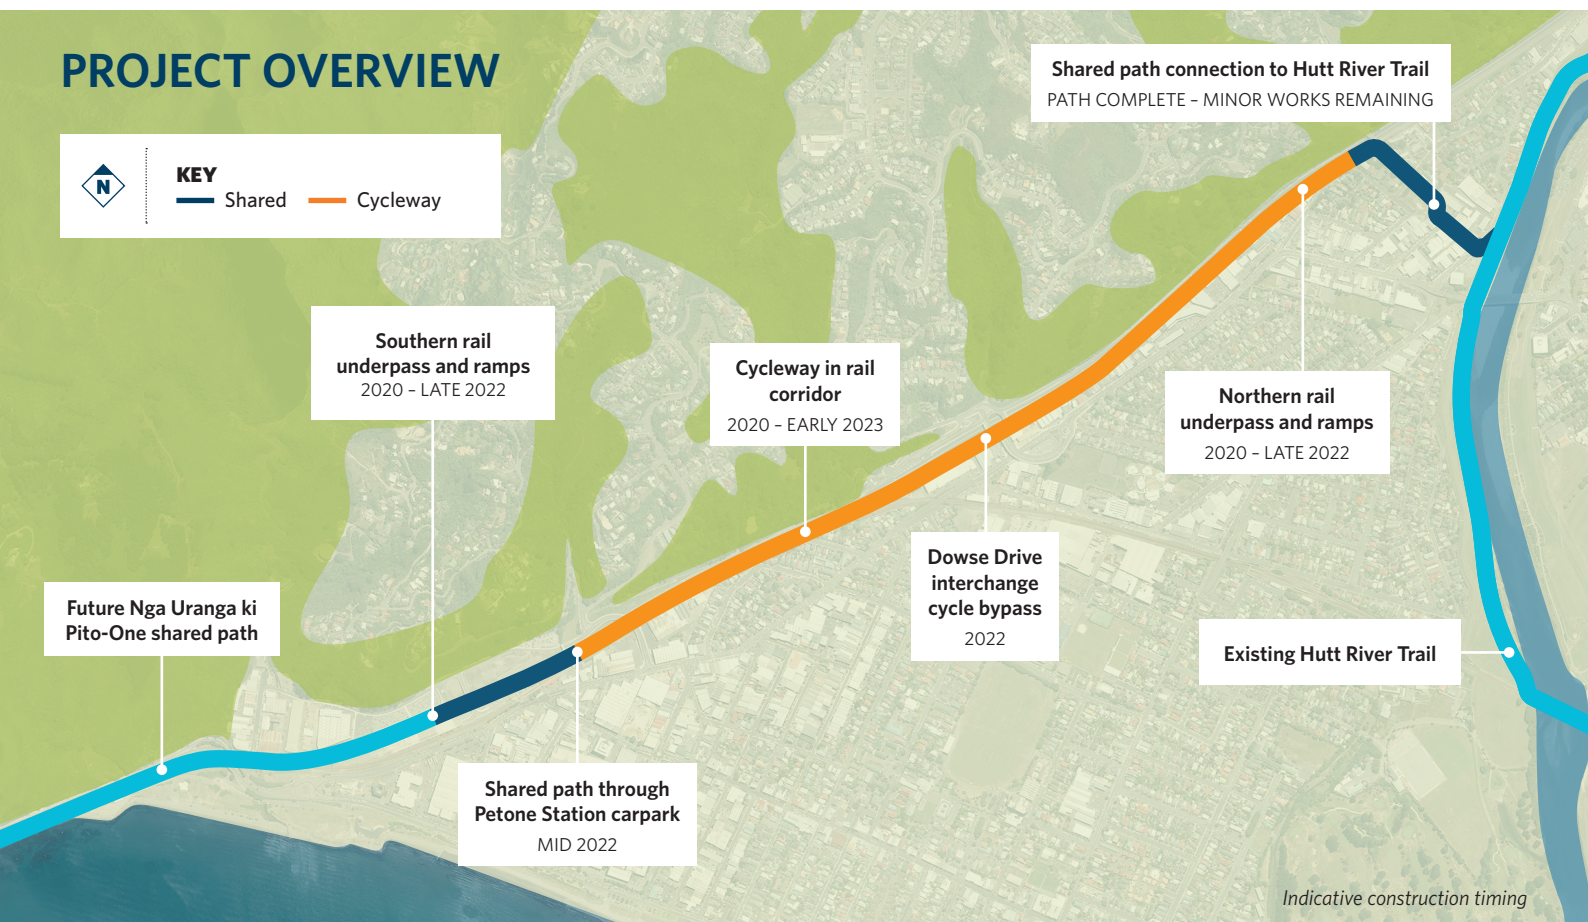 PROJECT OVERVIEW
N
KEY
Shared
Cycleway
Shared path connection to Hutt River Trail
PATH COMPLETE – MINOR WORKS REMAINING
Southern rail
underpass and ramps
2020 – LATE 2022
Cycleway in rail
corridor
2020 – EARLY 2023
Northern rail
underpass and ramps
2020 – LATE 2022
Dowse Drive
interchange
cycle bypass
2022
Future Nga Uranga ki
Pito-One shared path
Existing Hutt River Trail
Shared path through
Petone Station carpark
MID 2022
Indicative construction timing